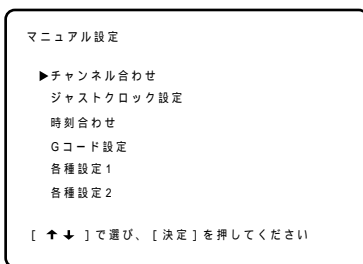 マニュアル設定
▶チャンネル合わせ
ジャストクロック設定
時刻合わせ
Gコード設定
各種設定1
各種設定2
[ ↑↓ ]で選び、[決定]を押してください